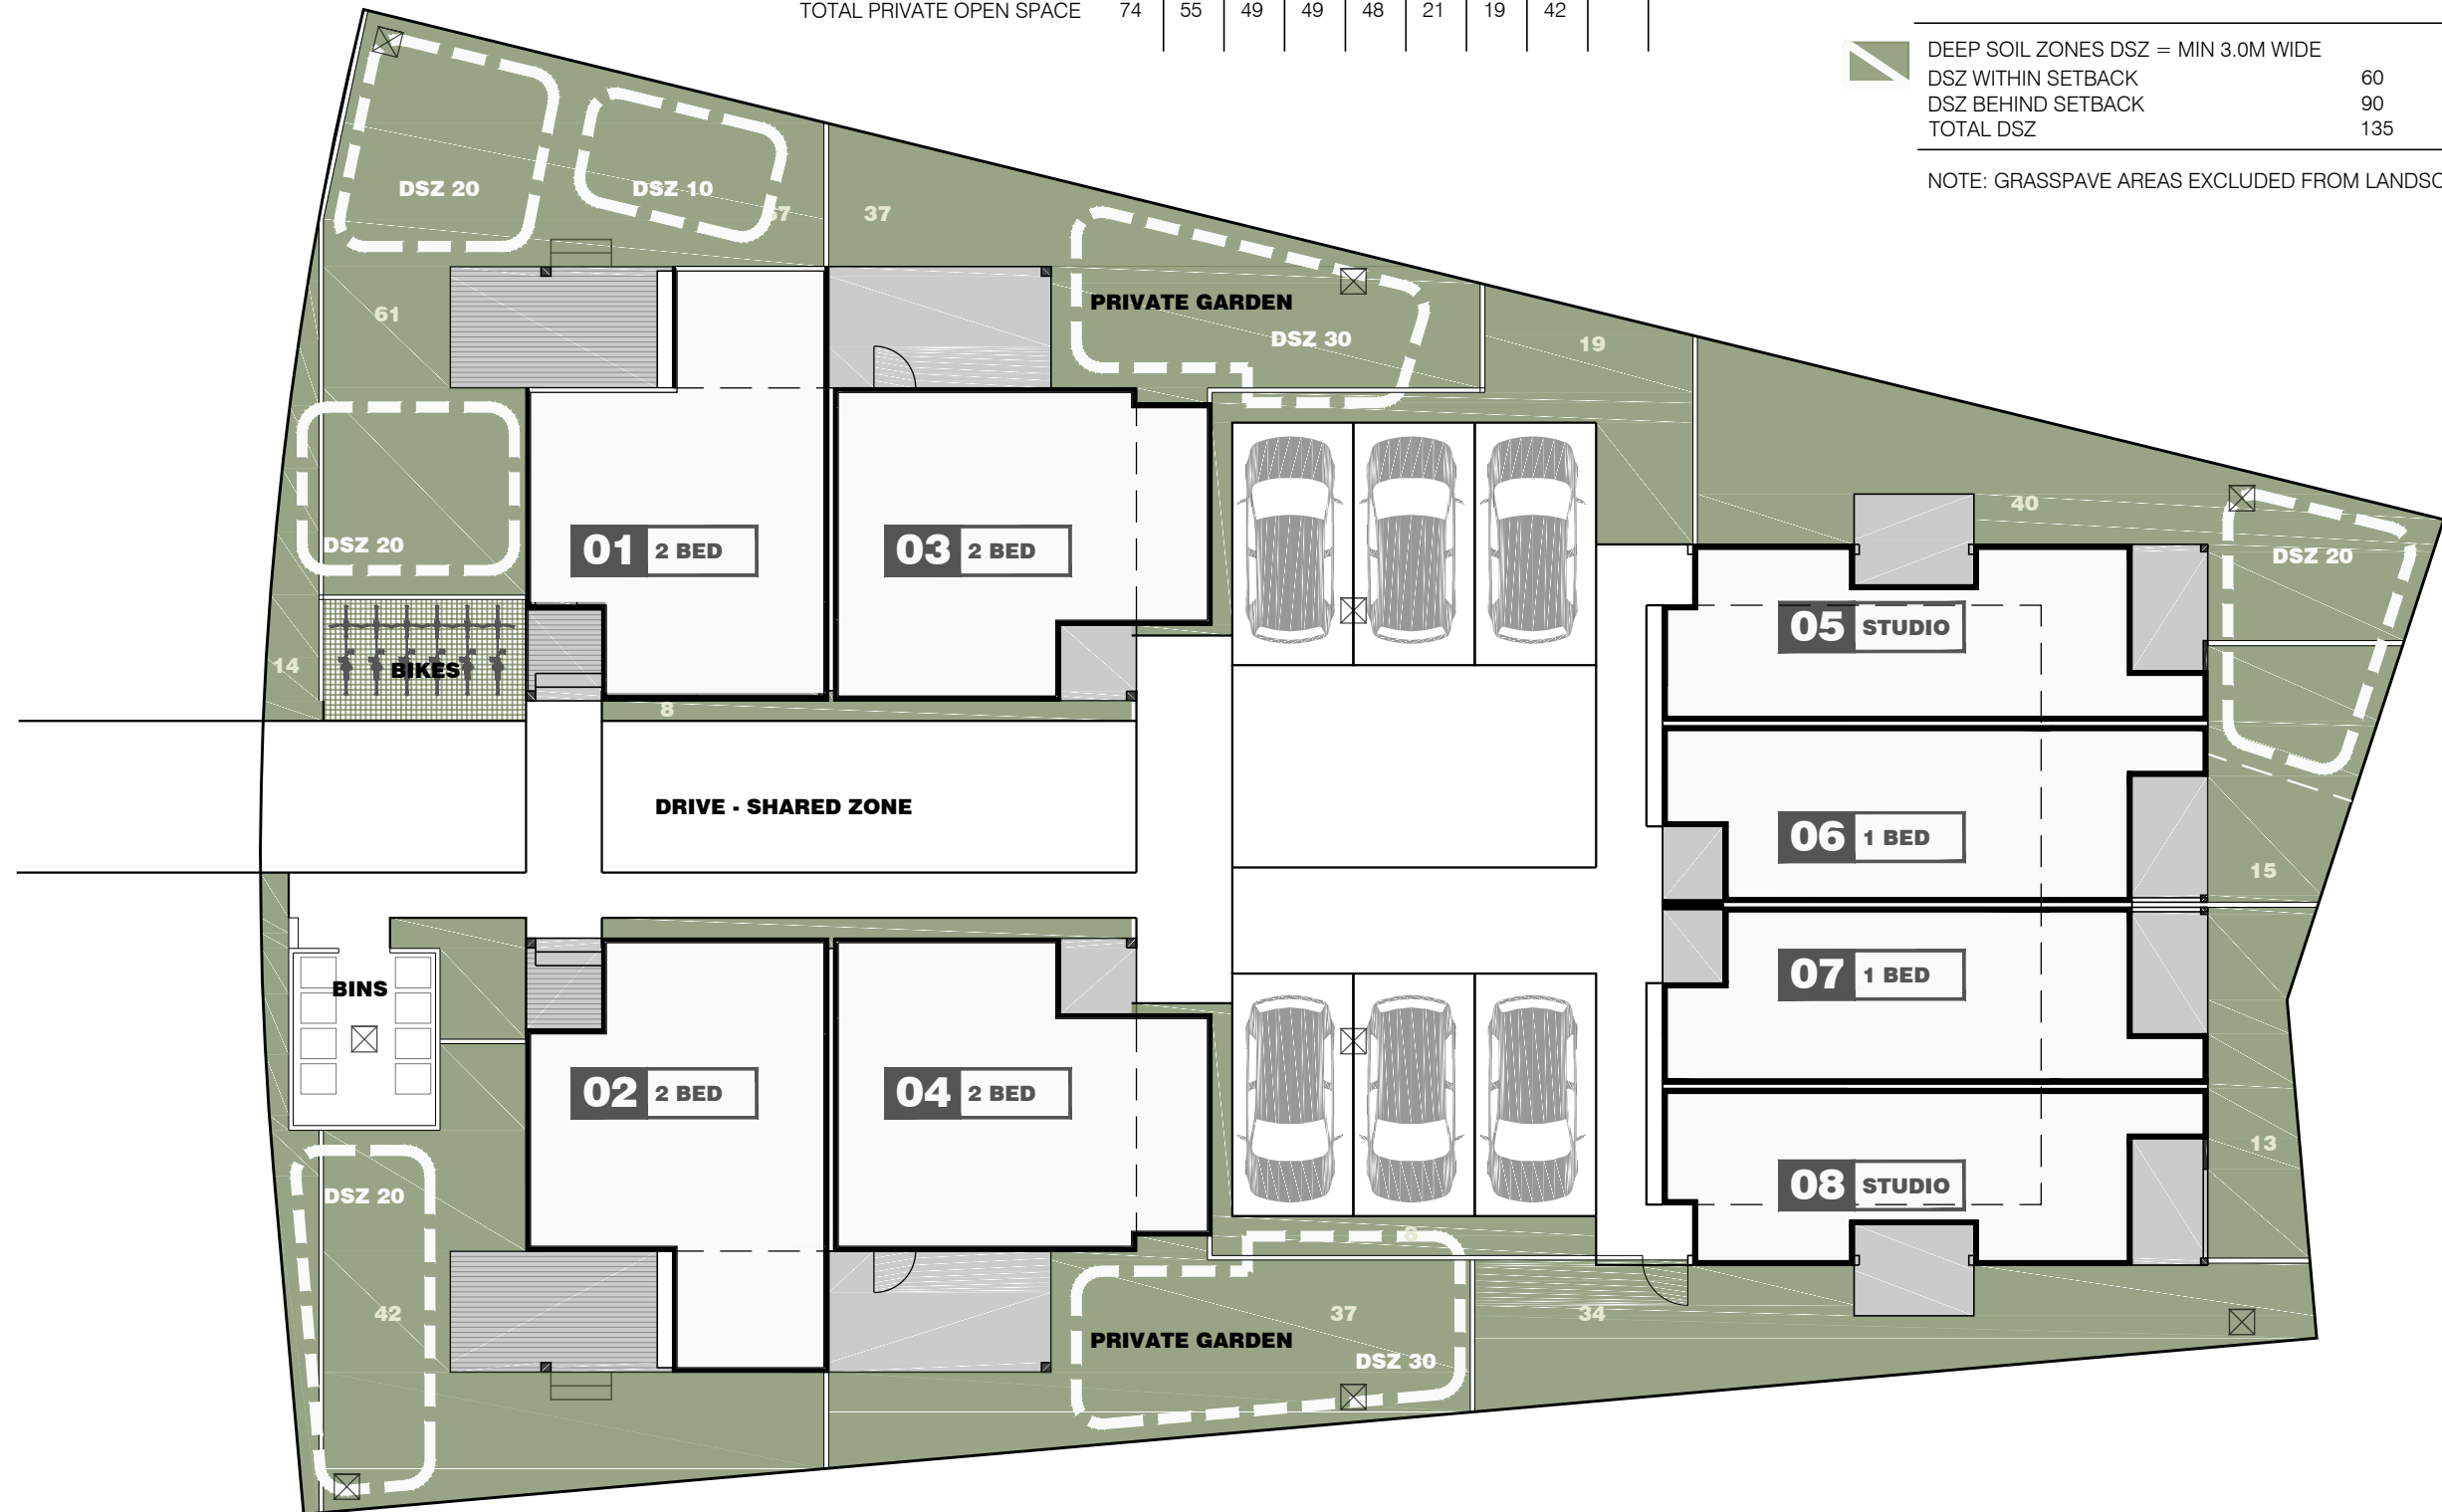 TOTAL PRIVATE OPEN SPACE 74 55 49 49 48 21 19 42
DEEP SOIL ZONES DSZ = MIN 3.0M WIDE
DSZ WITHIN SETBACK 60
DSZ BEHIND SETBACK 90
TOTAL DSZ 135
NOTE: GRASSPAVE AREAS EXCLUDED FROM
DSZ 20
DSZ 10
37
61
PRIVATE GARDEN
DSZ 30
19
40
DSZ 20
DSZ 20
01 2 BED
03 2 BED
05 STUDIO
14
BIKES
8
DRIVE - SHARED ZONE
06 1 BED
15
BINS
07 1 BED
02 2 BED
04 2 BED
13
DSZ 20
08 STUDIO
8
42
37
34
PRIVATE GARDEN
DSZ 30